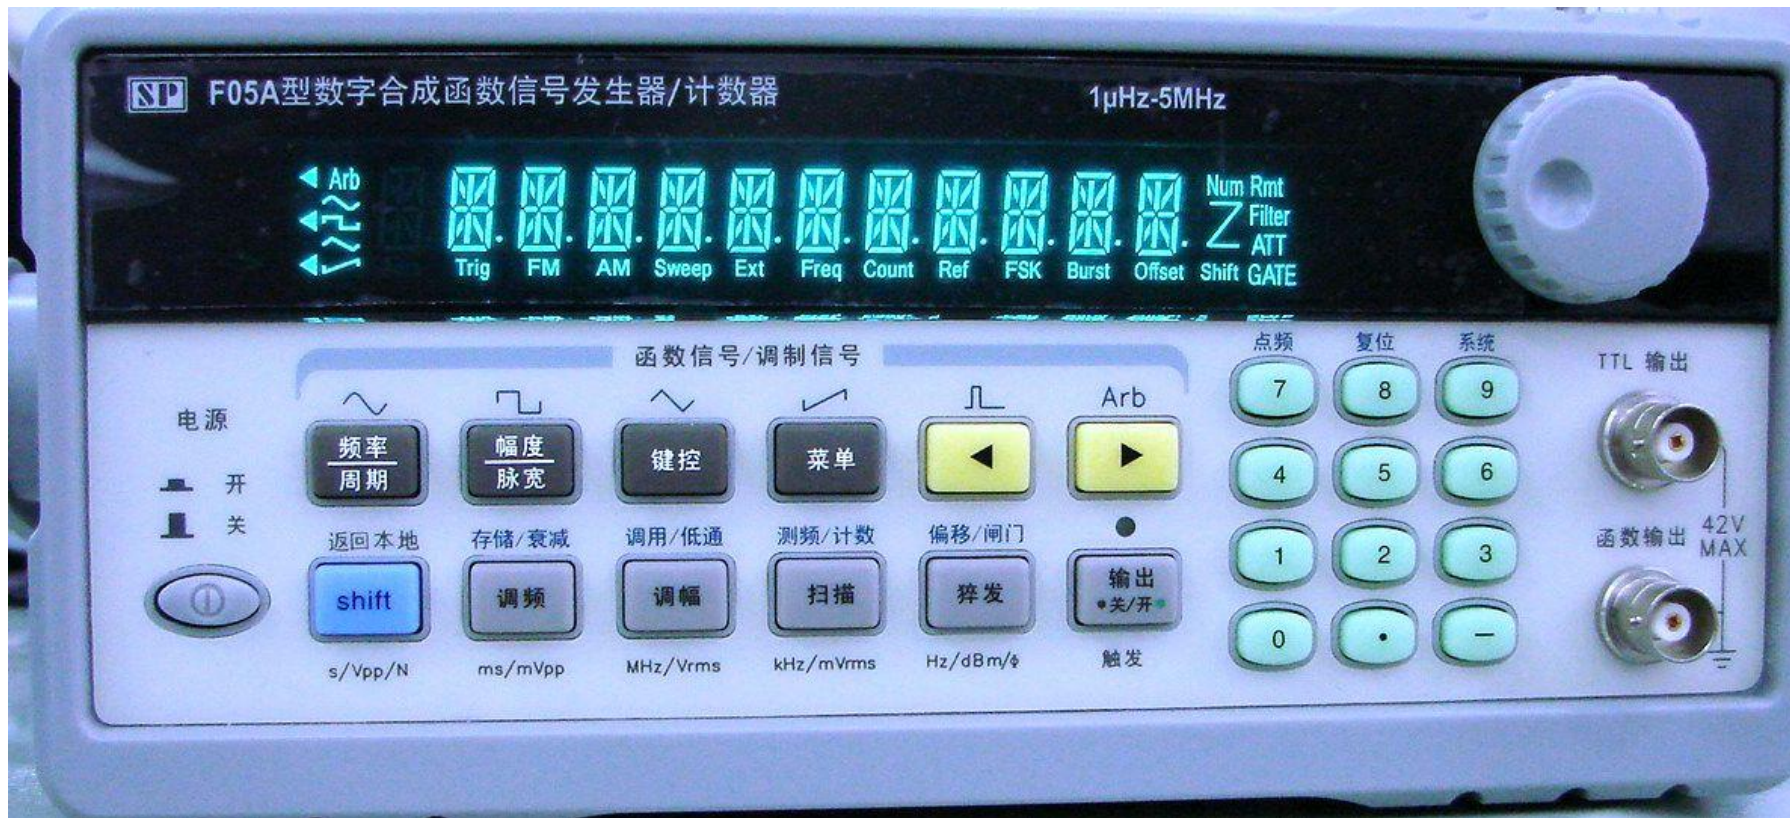 SP F05A型数字合成函数信号发生器/计数器 1μHz-5MHz
Arb
Num Rmt
Filter
ATT
Trig FM AM Sweep Ext Freq Count Ref FSK Burst Offset Shift GATE
函数信号/调制信号
点频 复位 系统
TTL 输出
电源
Arb
7 8 9
频率/周期 幅度/脉宽 键控 菜单 ◀ ▶
4 5 6
开
关
返回本地 存储/衰减 调用/低通 测频/计数 偏移/闸门
42V
MAX
函数输出
1 2 3
shift 调频 调幅 扫描 猝发 输出
关/开
0 . —
s/Vpp/N ms/mVpp MHz/Vrms kHz/mVrms Hz/dBm/ϕ 触发